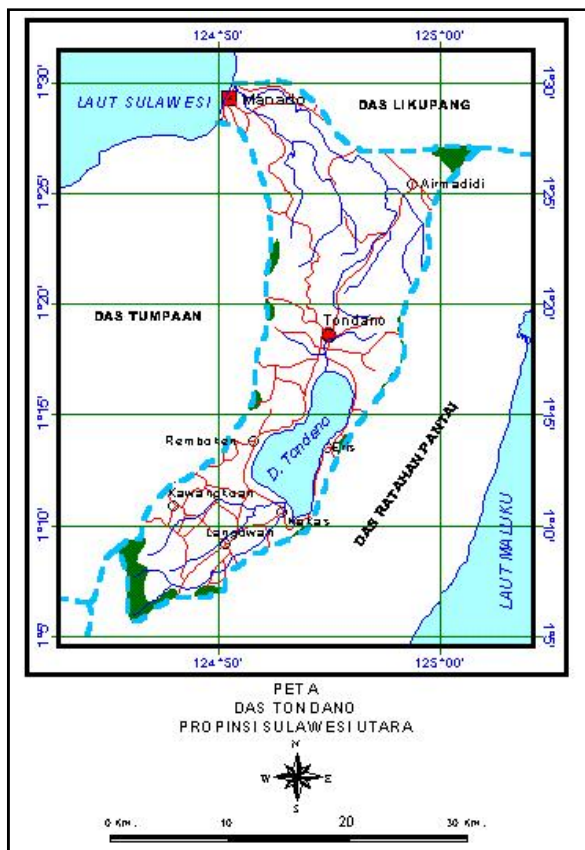 124°50' 125°00'
1°30' 1°30'
LAUT SULAWESI
Manado
DAS LIKUPANG
Airmadidi
1°25' 1°25'
1°20' 1°20'
DAS TUMPAAN
Tondano
1°15' 1°15'
Remboken
D. Tondano
Eris
DAS RATAHAN PANTAI
Kawangkoan
Kakas
1°10' 1°10'
Langowan
LAUT MALUKU
1°5' 1°5'
124°50' 125°00'
PETA
DAS TONDANO
PROPINSI SULAWESI UTARA
N
W E
S
0 Km. 10 20 30 Km.